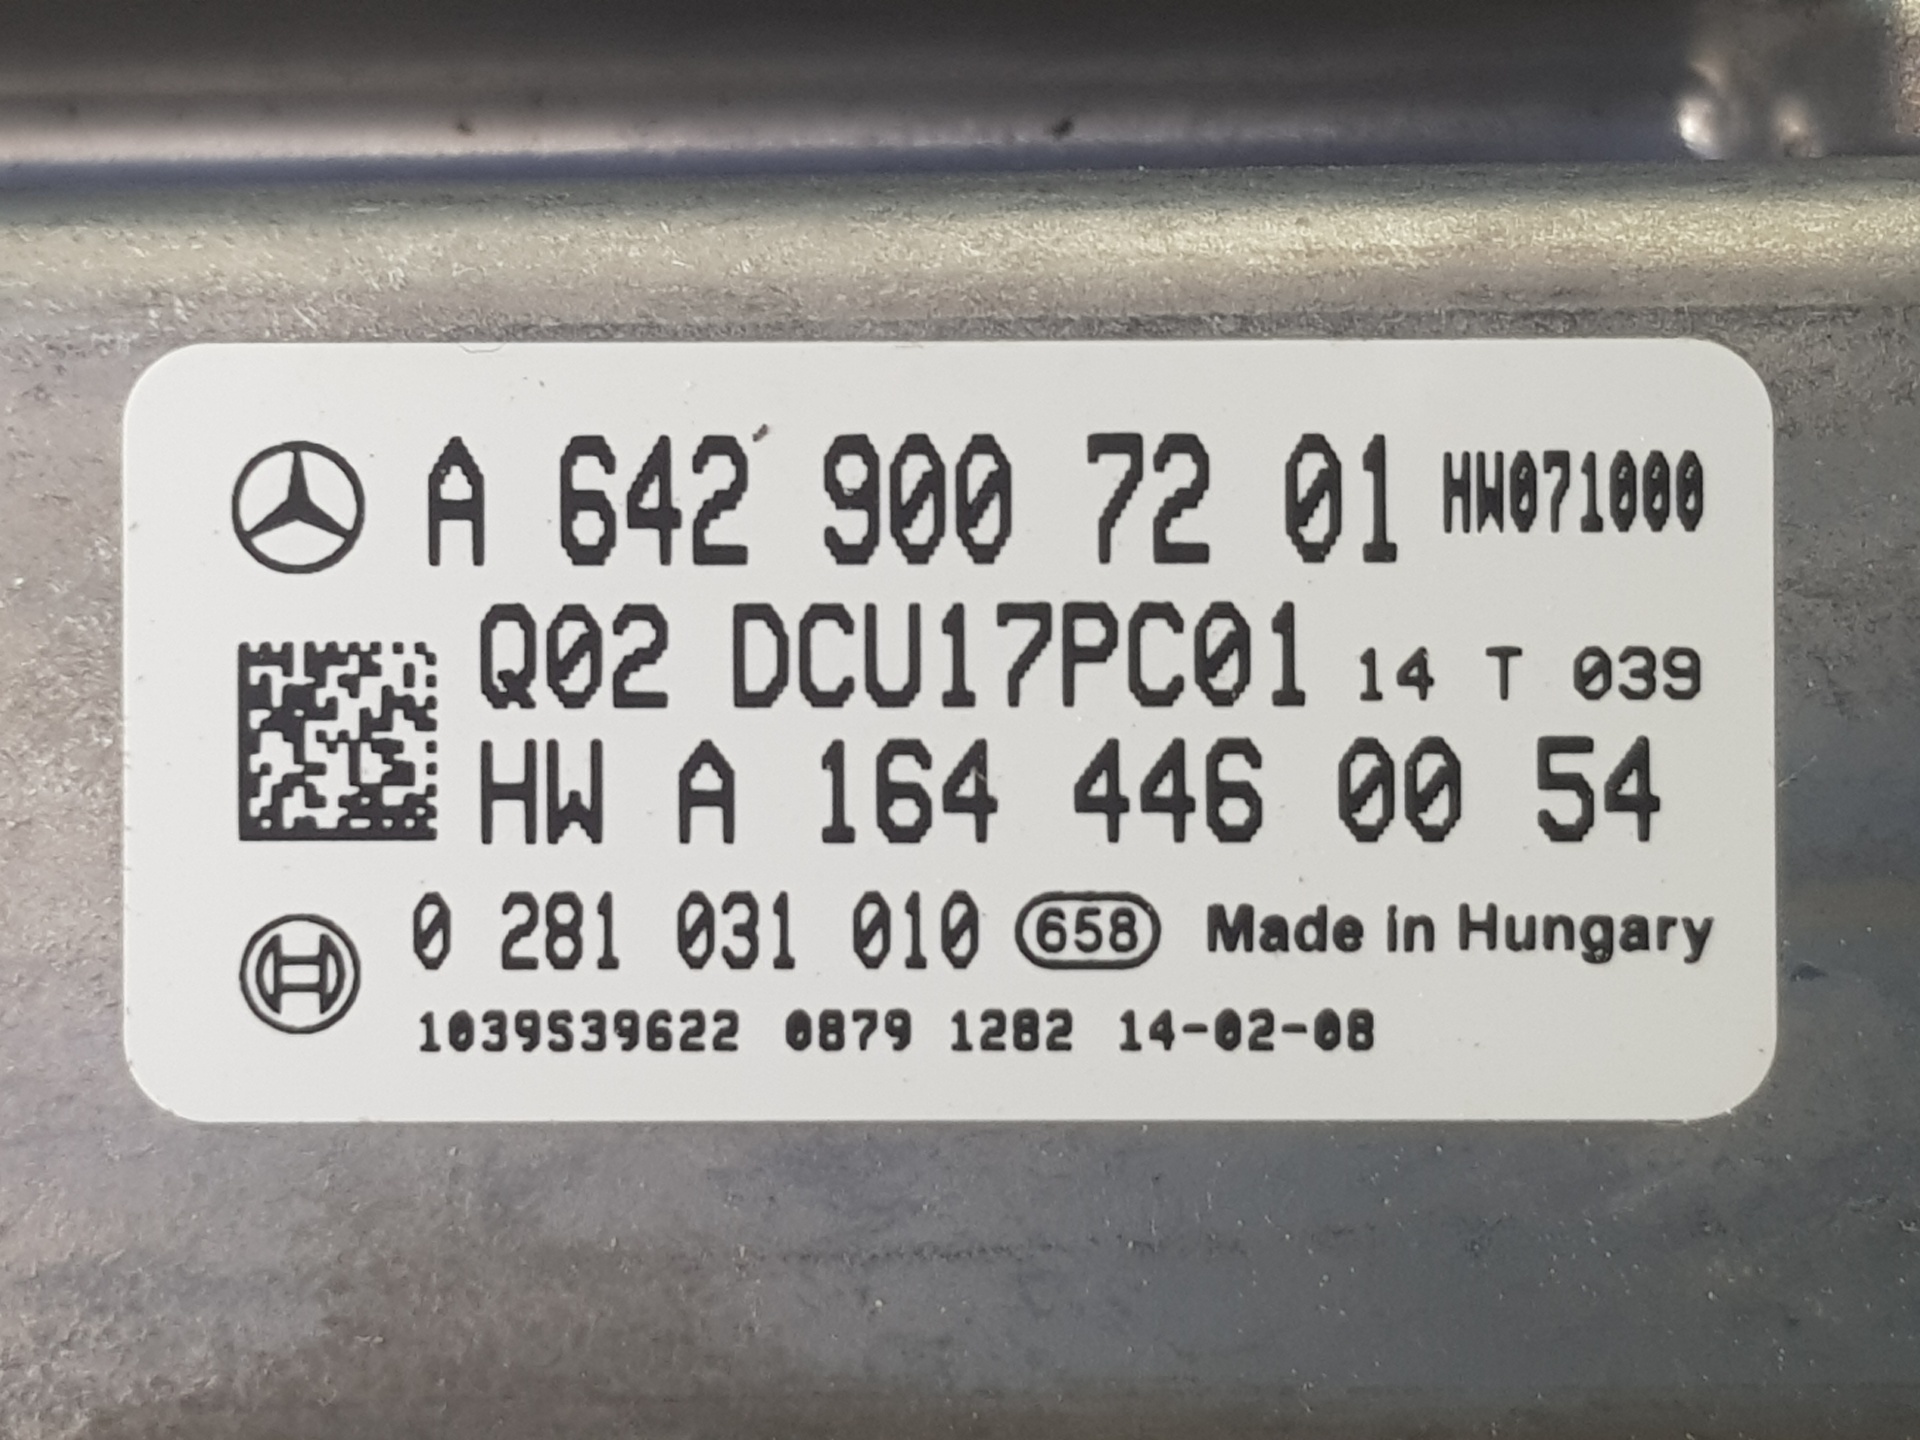 A 642 900 72 01 HW071000
Q02 DCU17PC01 14 T 039
HW A 164 446 00 54
0 281 031 010 658 Made in Hungary
1039S39622 0879 1282 14-02-08